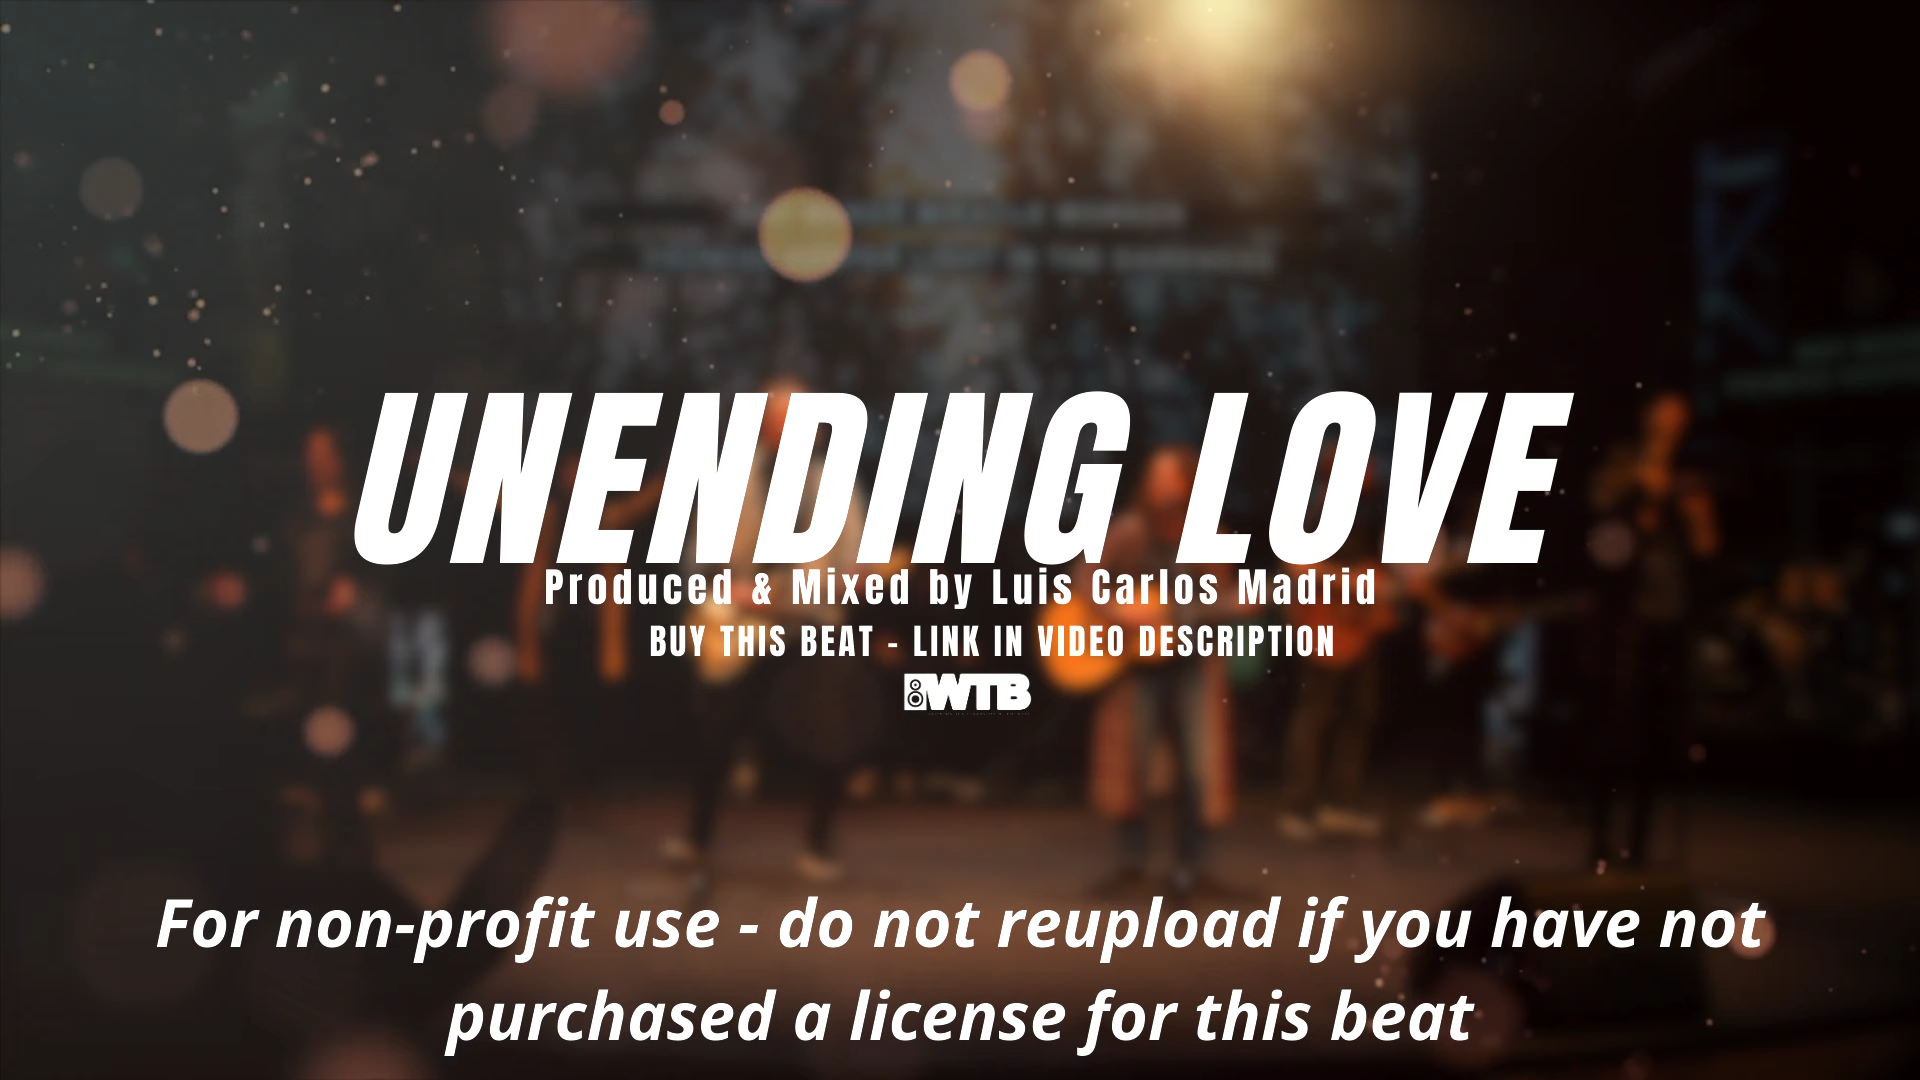 UNENDING LOVE
Produced & Mixed by Luis Carlos Madrid
BUY THIS BEAT - LINK IN VIDEO DESCRIPTION
WTB
For non-profit use - do not reupload if you have not
purchased a license for this beat